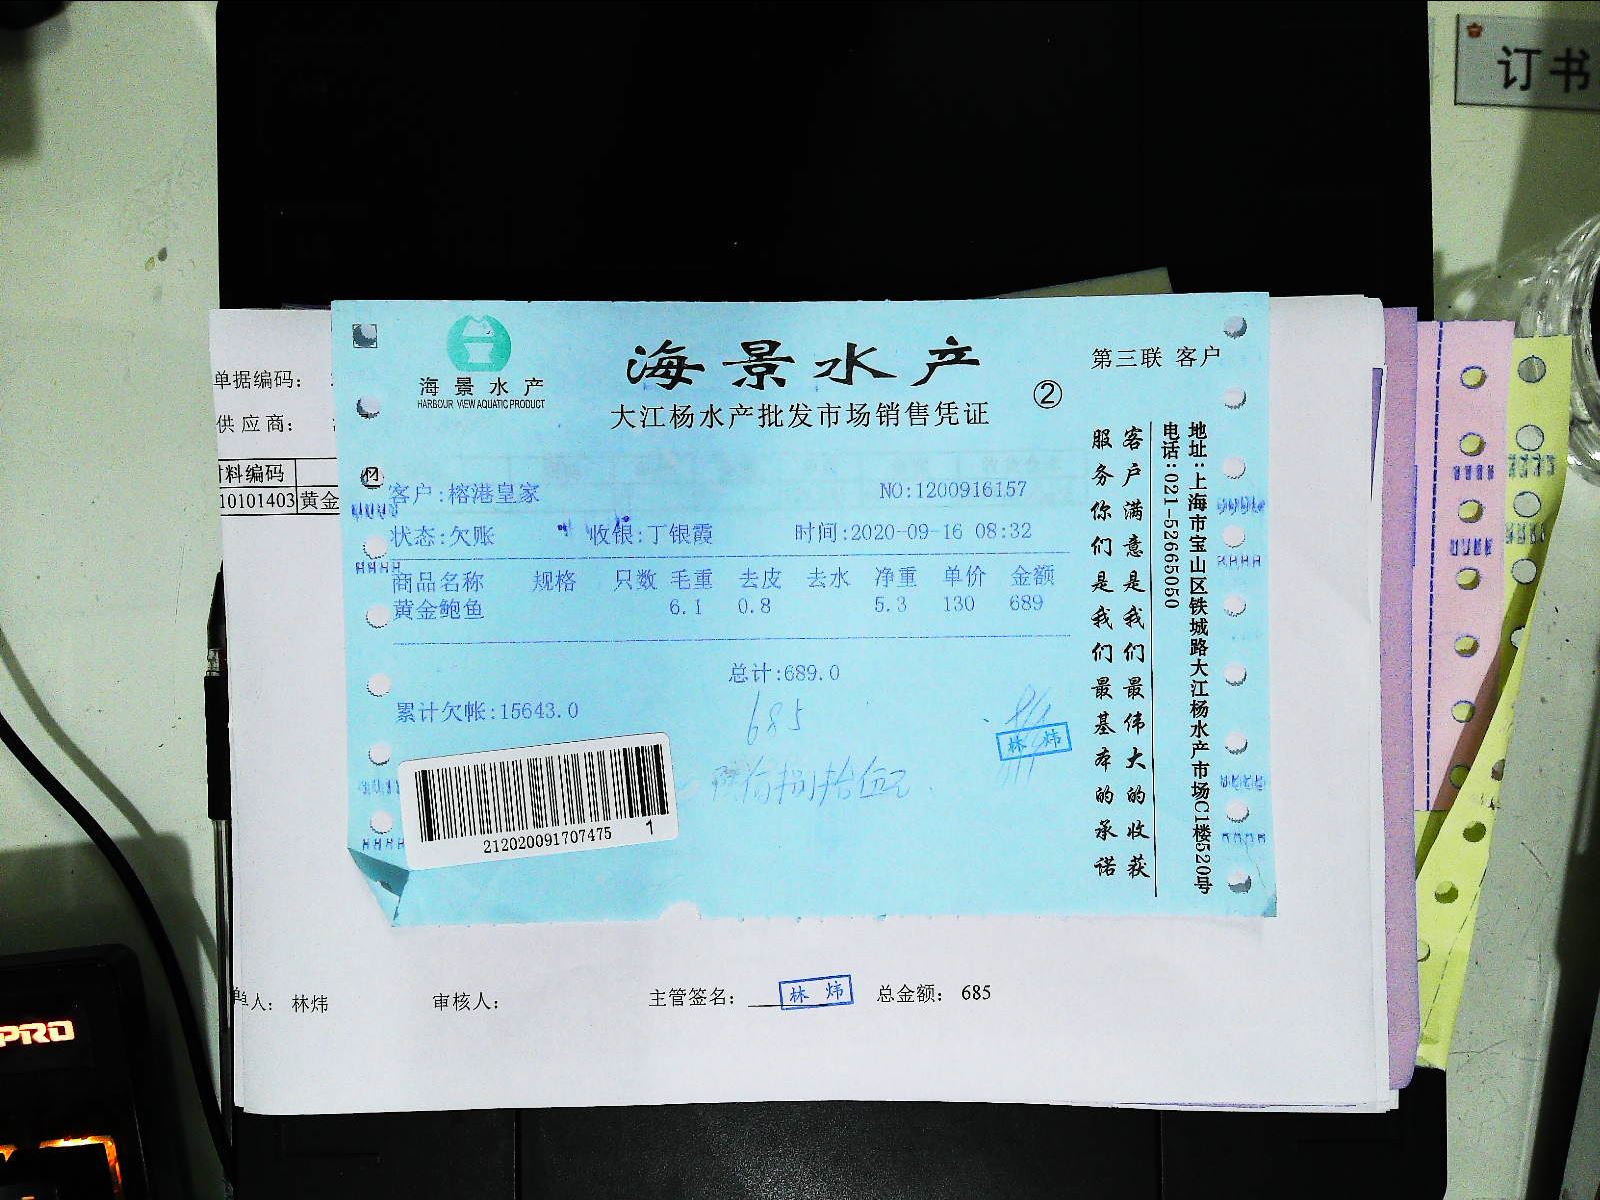 订书
单据编码：
供应商：
料编码
10101403 黄金
海景水产
HARBOUR VIEW AQUATIC PRODUCT
海景水产
大江杨水产批发市场销售凭证
②
第三联 客户
客户:榕港皇家
NO:1200916157
状态:欠账 收银:丁银霞 时间:2020-09-16 08:32
商品名称 规格 只数 毛重 去皮 去水 净重 单价 金额
黄金鲍鱼 6.1 0.8 5.3 130 689
总计:689.0
累计欠帐:15643.0
685
林炜
212020091707475 1
客户满意是我们最伟大的收获
服务你们是我们最基本的承诺
地址:上海市宝山区铁城路大江杨水产市场C1楼520号
电话:021-52665050
单人： 林炜 审核人： 主管签名： 林炜 总金额： 685
PRO